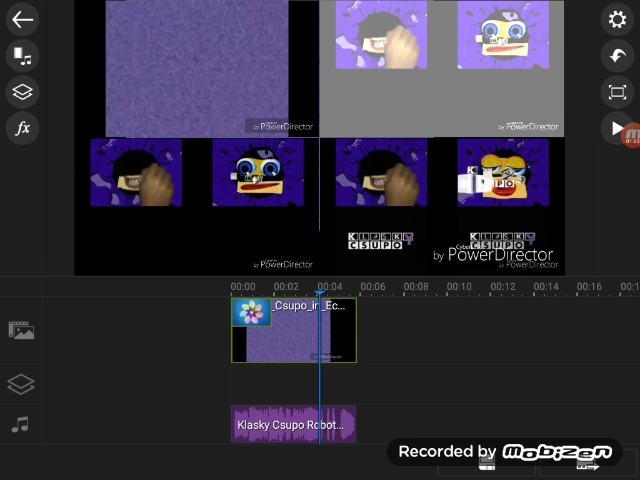 by PowerDirector
by PowerDirector
KLASKY
CSUPO
by PowerDirector
by PowerDirector
00:00 00:02 00:04 00:06 00:08 00:10 00:12 00:14 00:16
_Csupo_in_Ec...
Klasky Csupo Robot...
fx
Recorded by MOBIZEN